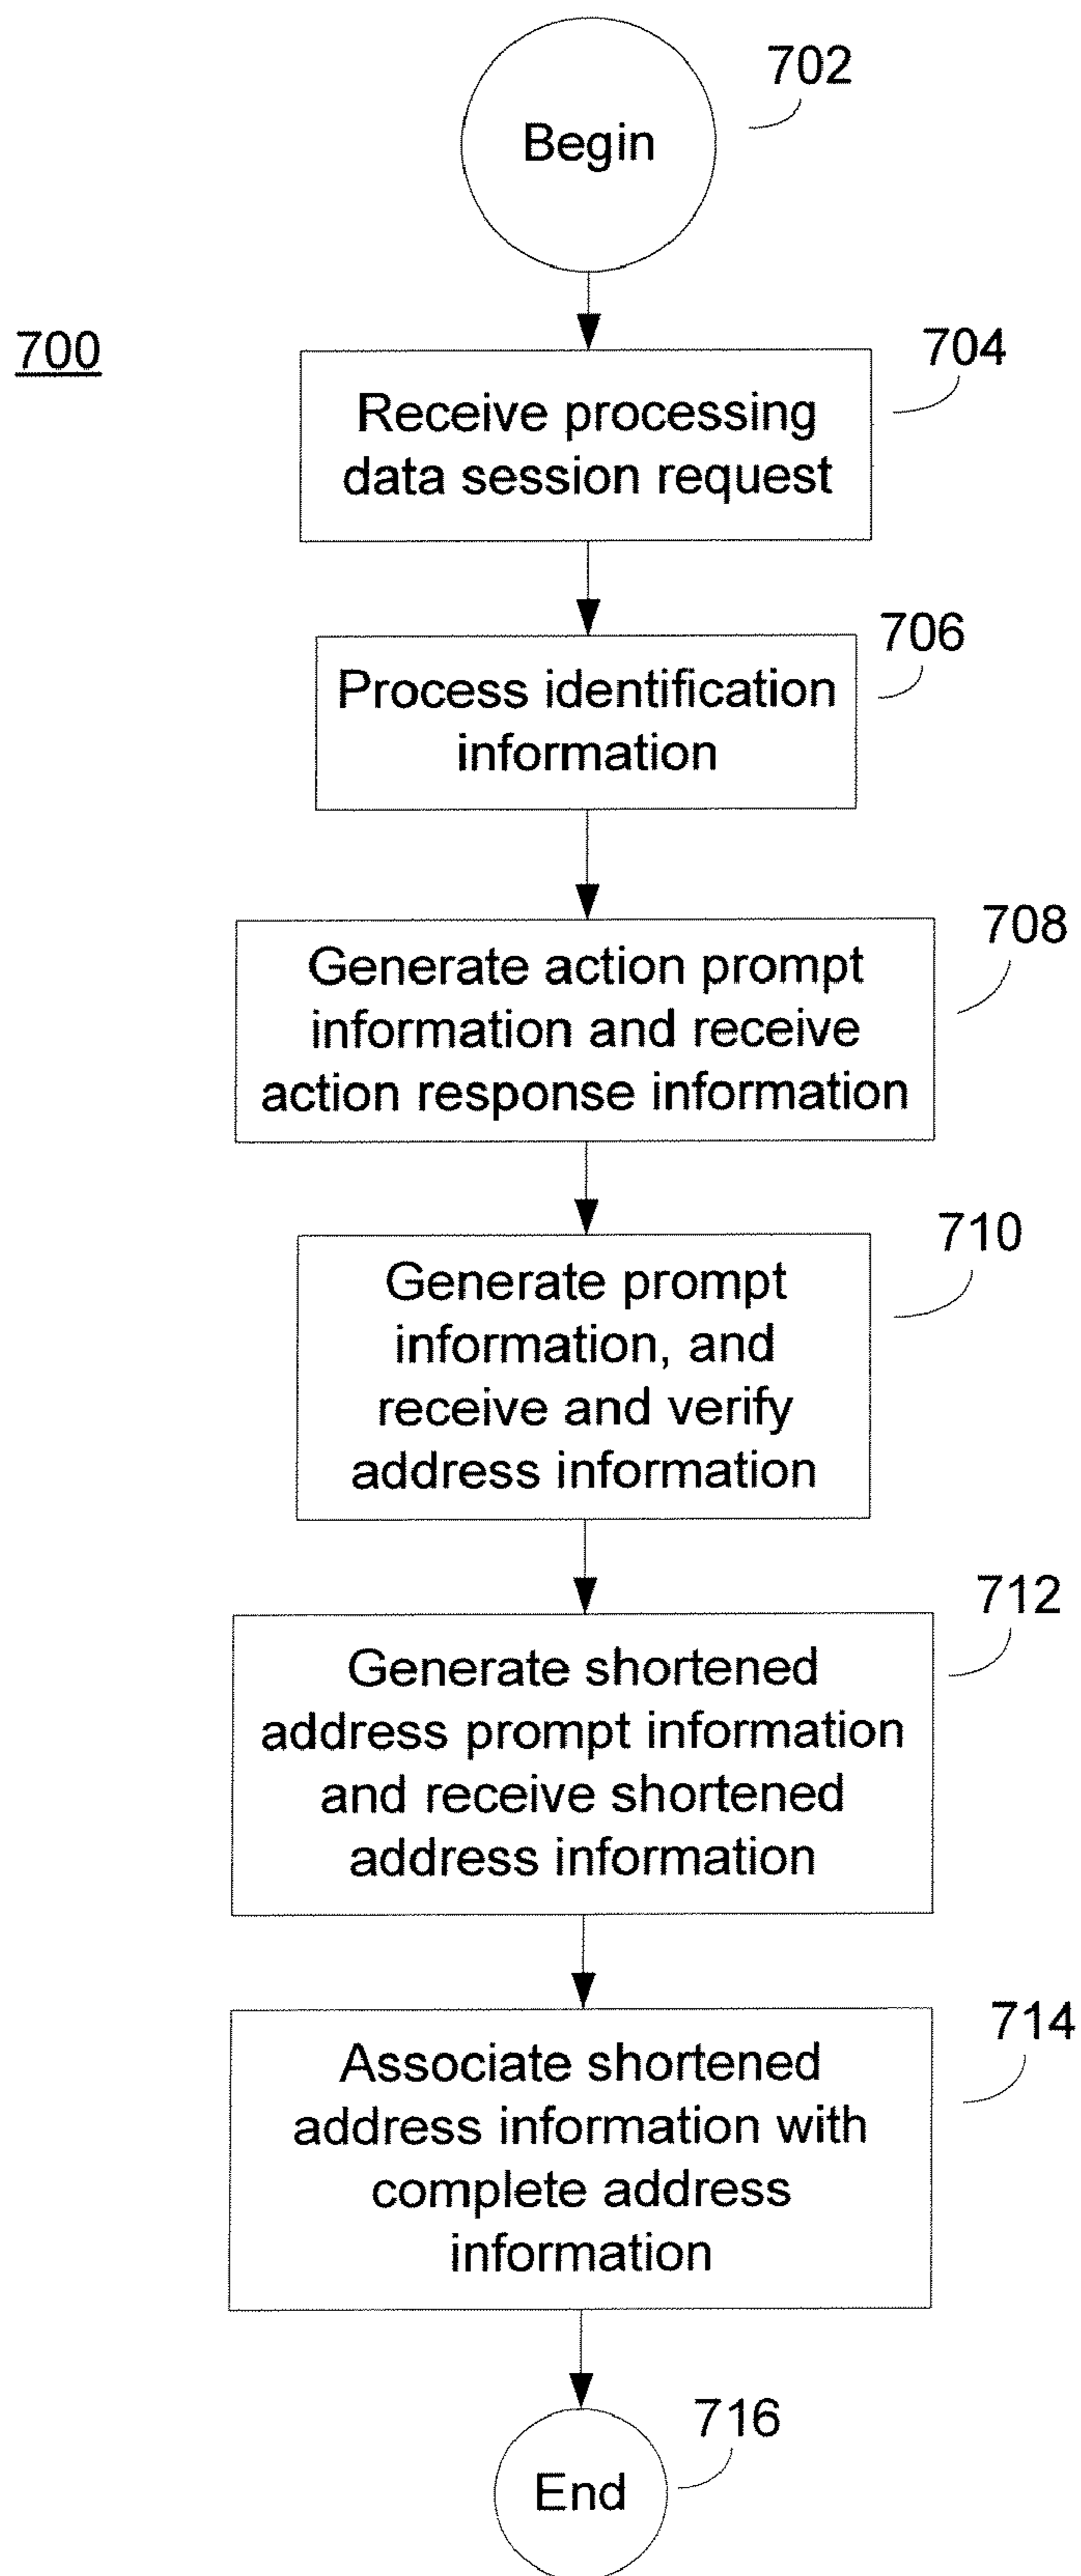 702
Begin
700
704
Receive processing
data session request
706
Process identification
information
708
Generate action prompt
information and receive
action response information
710
Generate prompt
information, and
receive and verify
address information
712
Generate shortened
address prompt information
and receive shortened
address information
714
Associate shortened
address information with
complete address
information
716
End